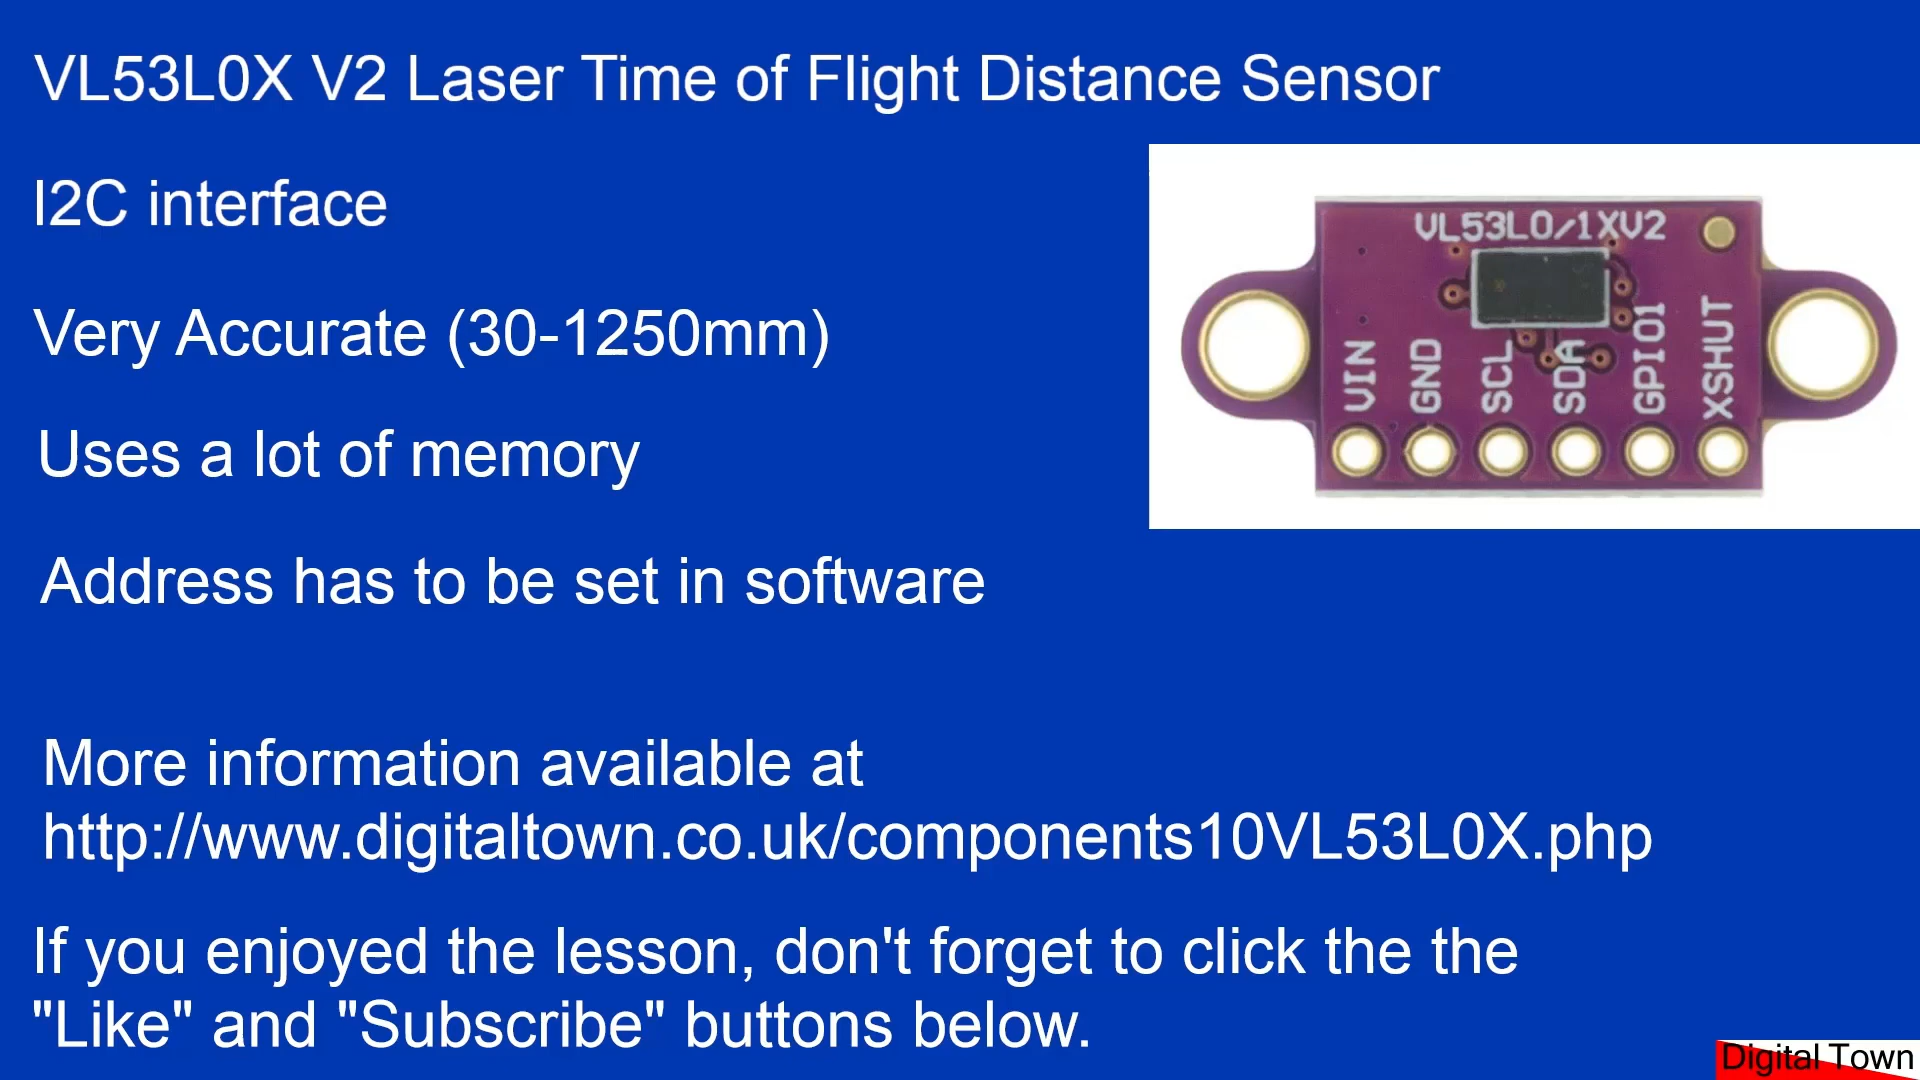 VL53L0X V2 Laser Time of Flight Distance Sensor
I2C interface
Very Accurate (30-1250mm)
Uses a lot of memory
Address has to be set in software
VL53L0/1XV2
VIN
GND
SCL
SDA
GPIO1
XSHUT
More information available at
http://www.digitaltown.co.uk/components10VL53L0X.php
If you enjoyed the lesson, don't forget to click the the
"Like" and "Subscribe" buttons below.
Digital Town